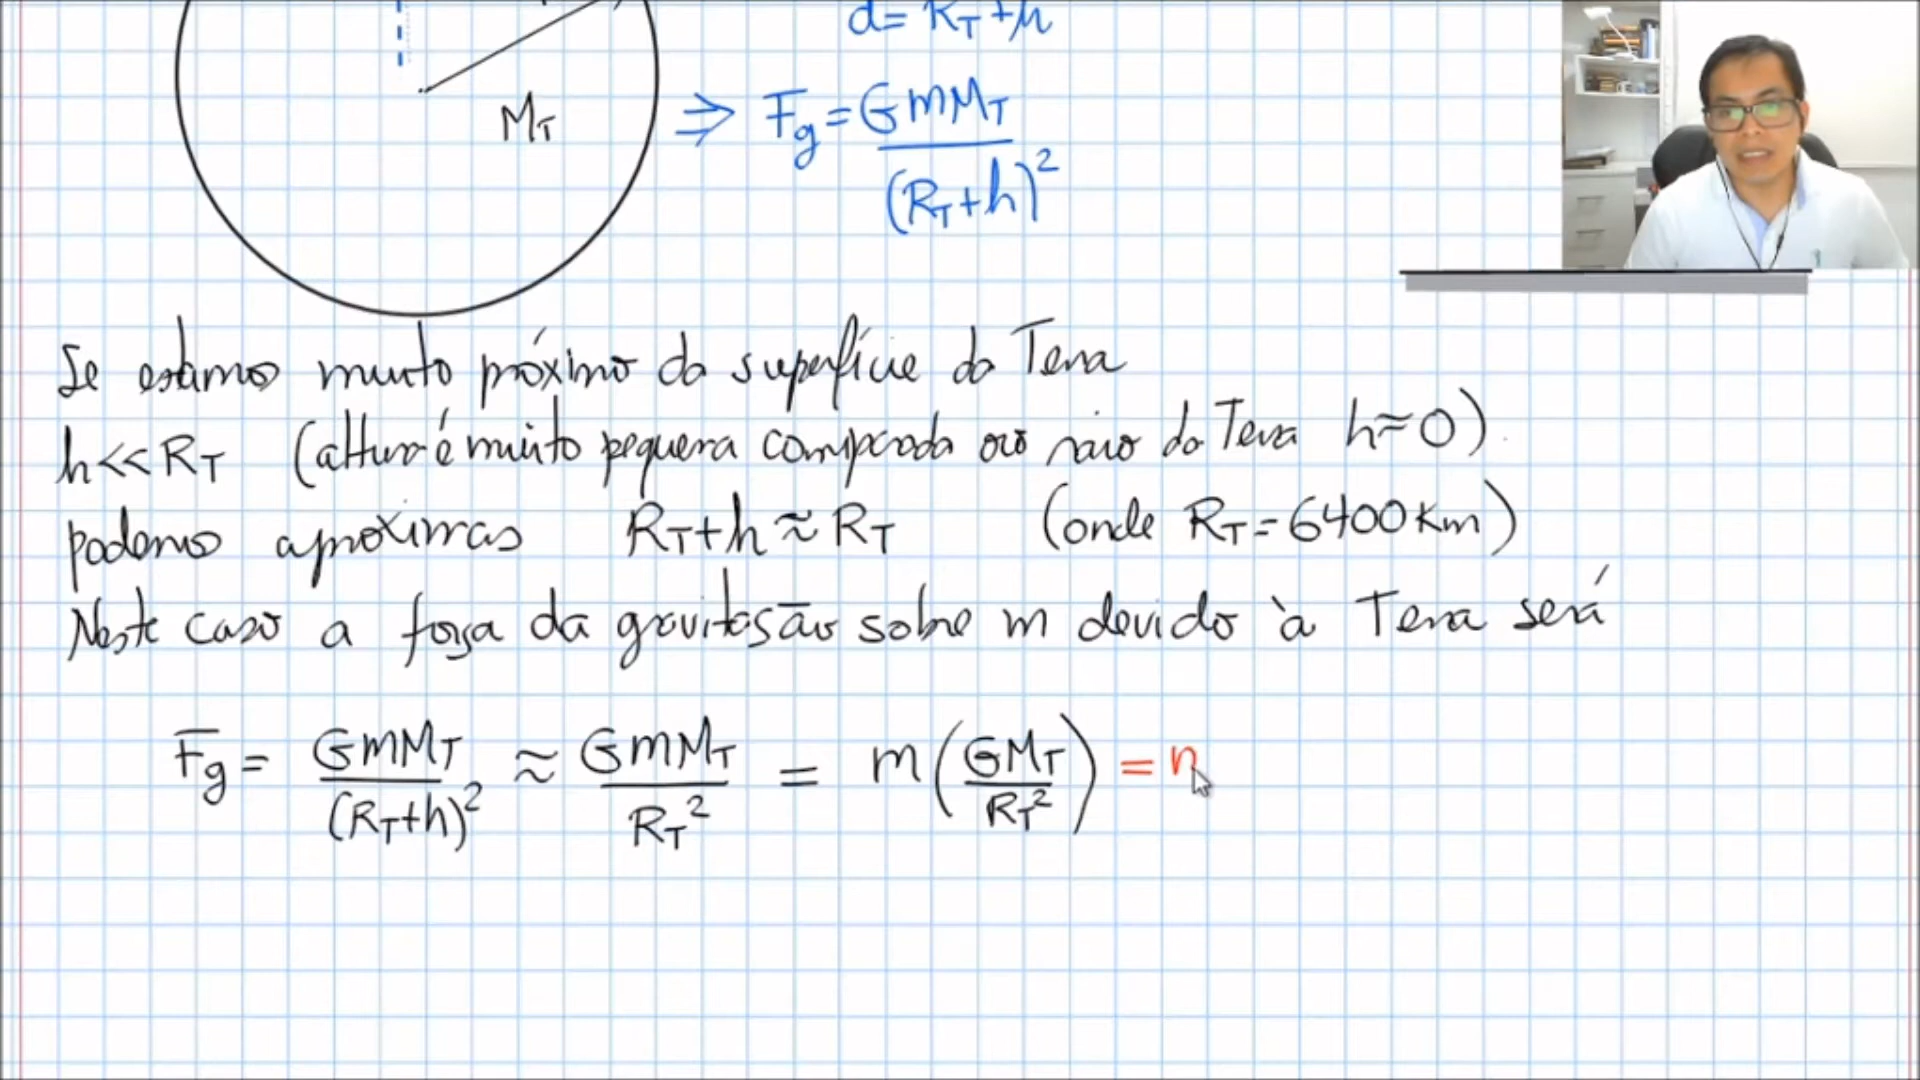 d = R_T + h
M_T
⇒ F_g = GmM_T / (R_T+h)²
Se estamos muito próximo da superfície da Terra
h<<R_T (altura é muito pequena comparada ao raio da Terra h≈0).
podemos aproximar R_T+h ≈ R_T (onde R_T = 6400 Km)
Neste caso a força da gravitação sobre m devido à Terra será
F_g = GmM_T / (R_T+h)² ≈ GmM_T / R_T² = m (GM_T / R_T²) = n